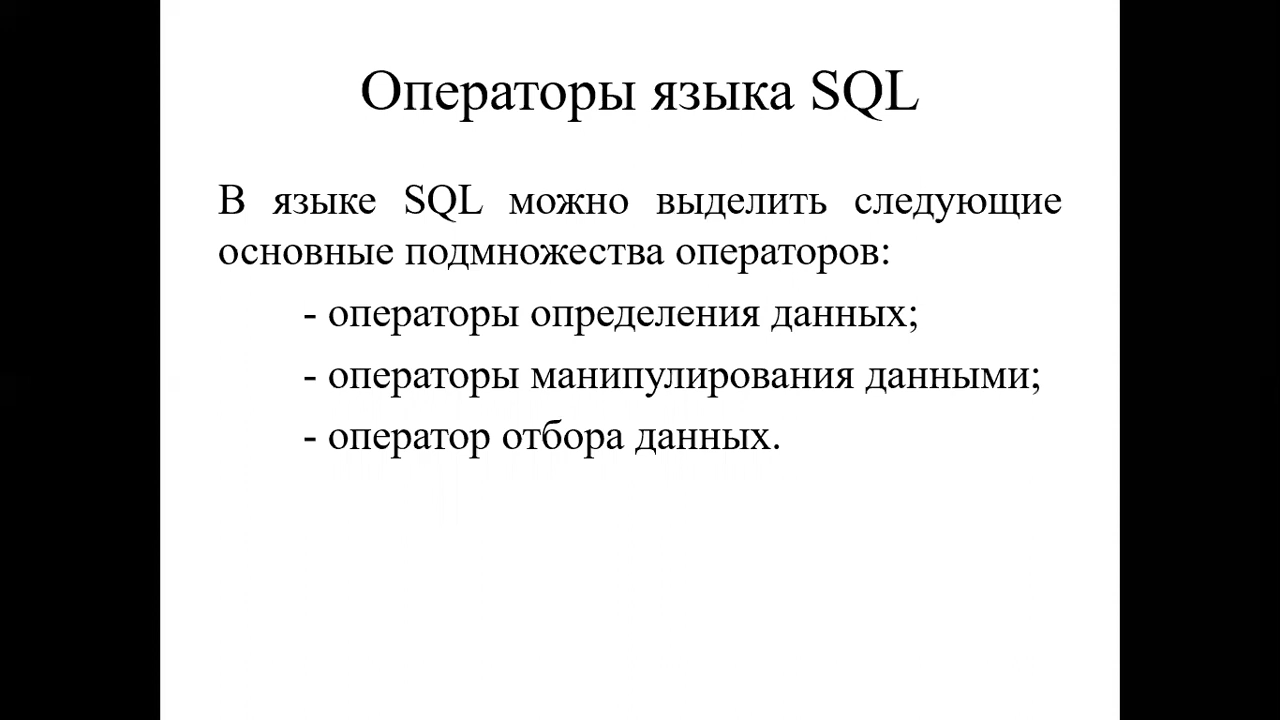 Операторы языка SQL
В языке SQL можно выделить следующие
основные подмножества операторов:
- операторы определения данных;
- операторы манипулирования данными;
- оператор отбора данных.